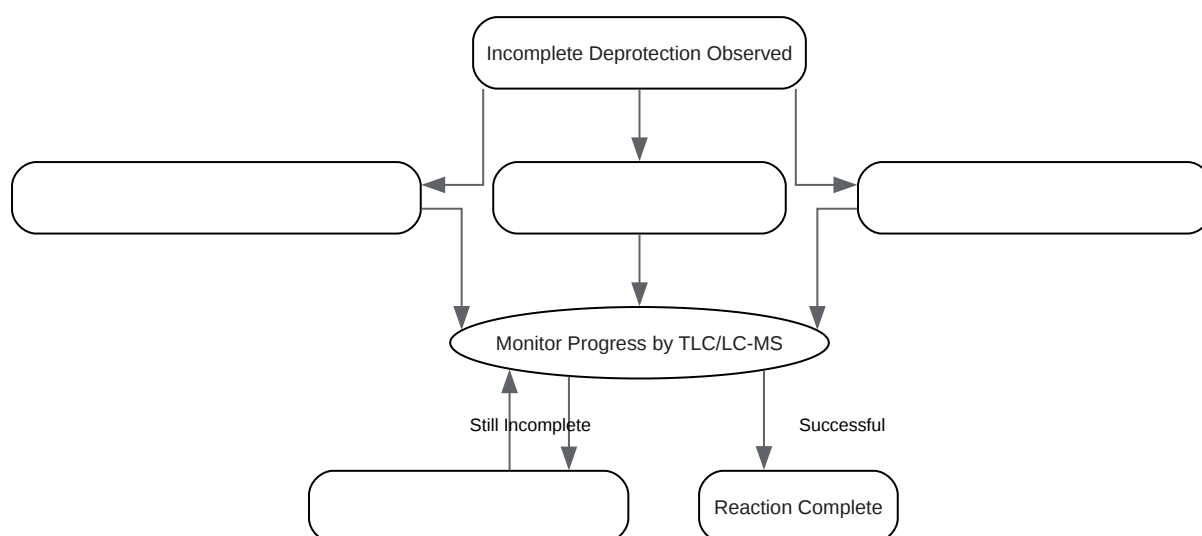 Incomplete Deprotection Observed
Monitor Progress by TLC/LC-MS
Still Incomplete
Successful
Reaction Complete